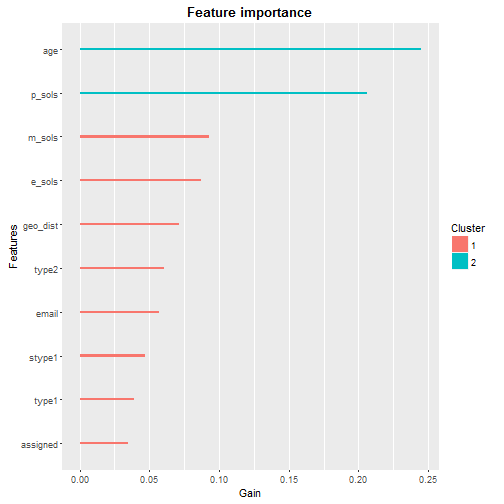 Feature importance
Features
age
p_sols
m_sols
e_sols
geo_dist
type2
email
stype1
type1
assigned
0.00 0.05 0.10 0.15 0.20 0.25
Gain
Cluster
1
2